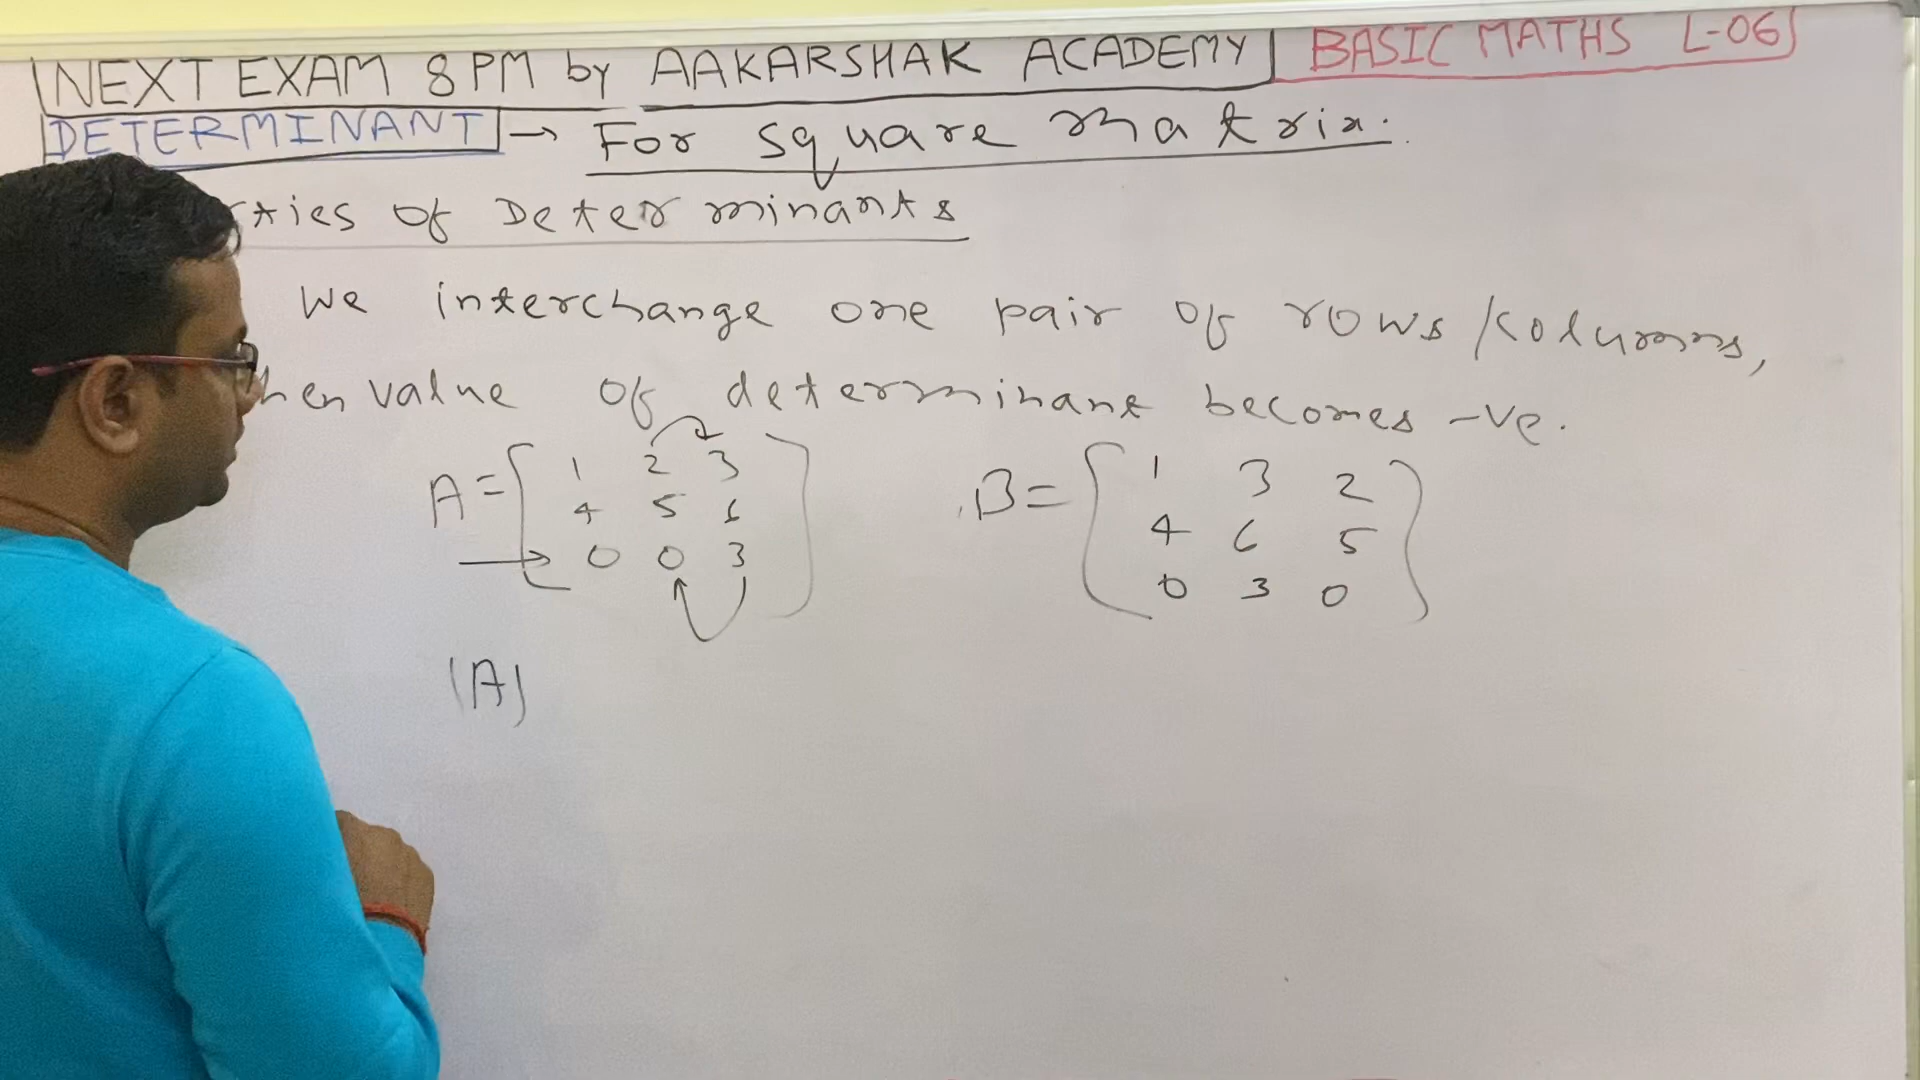 NEXT EXAM 8 PM by AAKARSHAK ACADEMY BASIC MATHS L-06
DETERMINANT → For square matrix.
of Determinants
we interchange one pair of rows/columns,
value of determinant becomes -ve.
A = [ 1 2 3 B = [ 1 3 2
4 5 6 4 6 5
→ 0 0 3 ] 0 3 0 ]
|A|